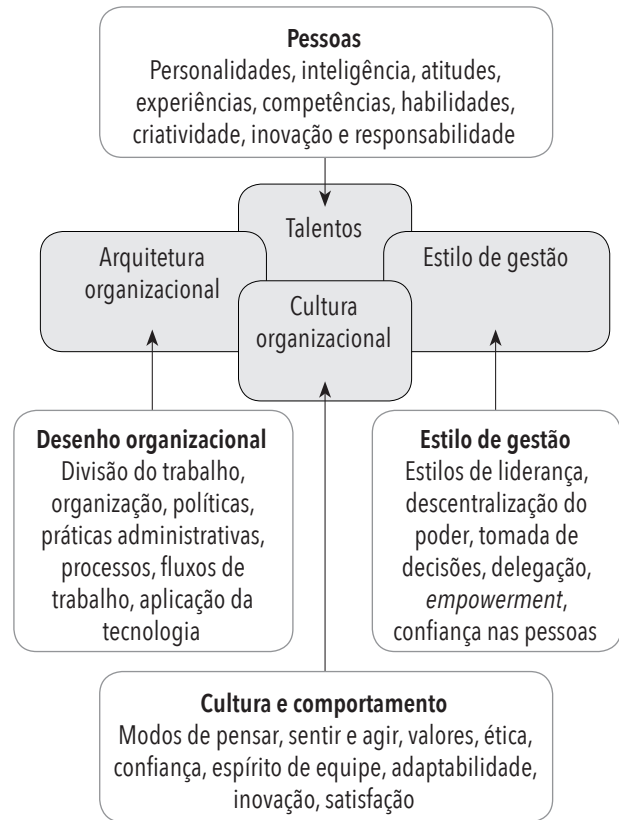 Pessoas
Personalidades, inteligência, atitudes,
experiências, competências, habilidades,
criatividade, inovação e responsabilidade
Talentos
Arquitetura
organizacional
Estilo de gestão
Cultura
organizacional
Desenho organizacional
Divisão do trabalho,
organização, políticas,
práticas administrativas,
processos, fluxos de
trabalho, aplicação da
tecnologia
Estilo de gestão
Estilos de liderança,
descentralização do
poder, tomada de
decisões, delegação,
empowerment,
confiança nas pessoas
Cultura e comportamento
Modos de pensar, sentir e agir, valores, ética,
confiança, espírito de equipe, adaptabilidade,
inovação, satisfação